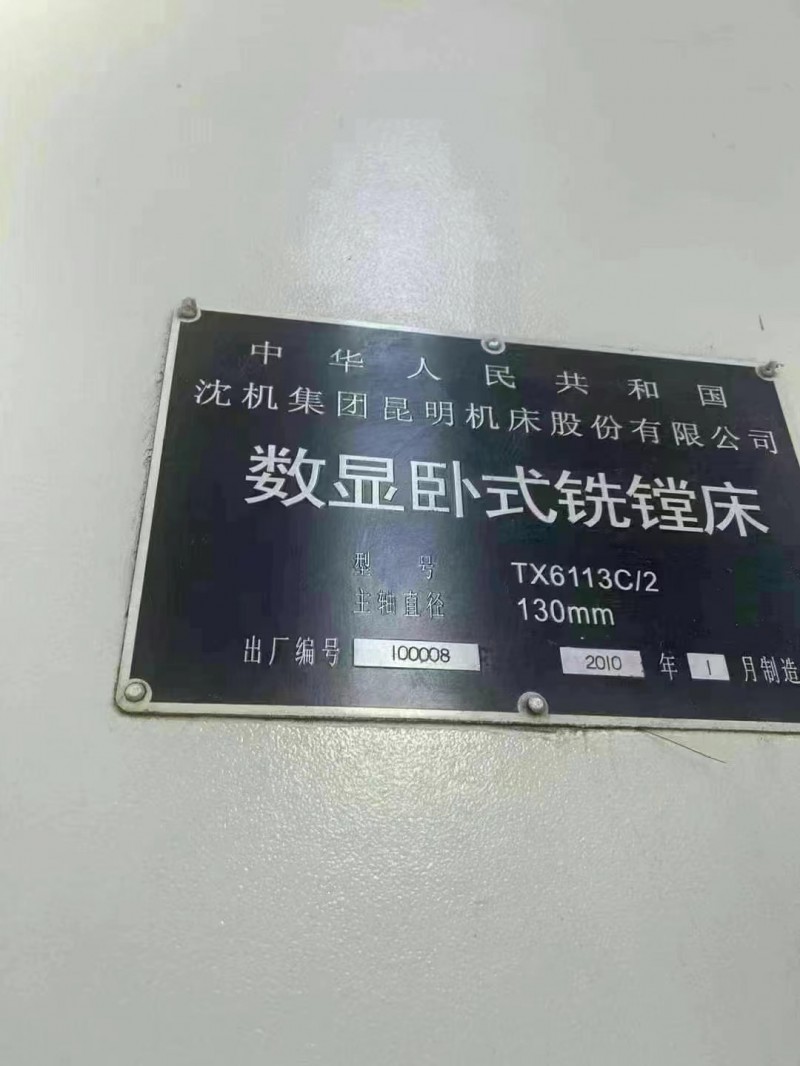 中华人民共和国
沈机集团昆明机床股份有限公司
数显卧式铣镗床
型号 TX6113C/2
主轴直径 130mm
出厂编号 100008 2010 年 1 月制造